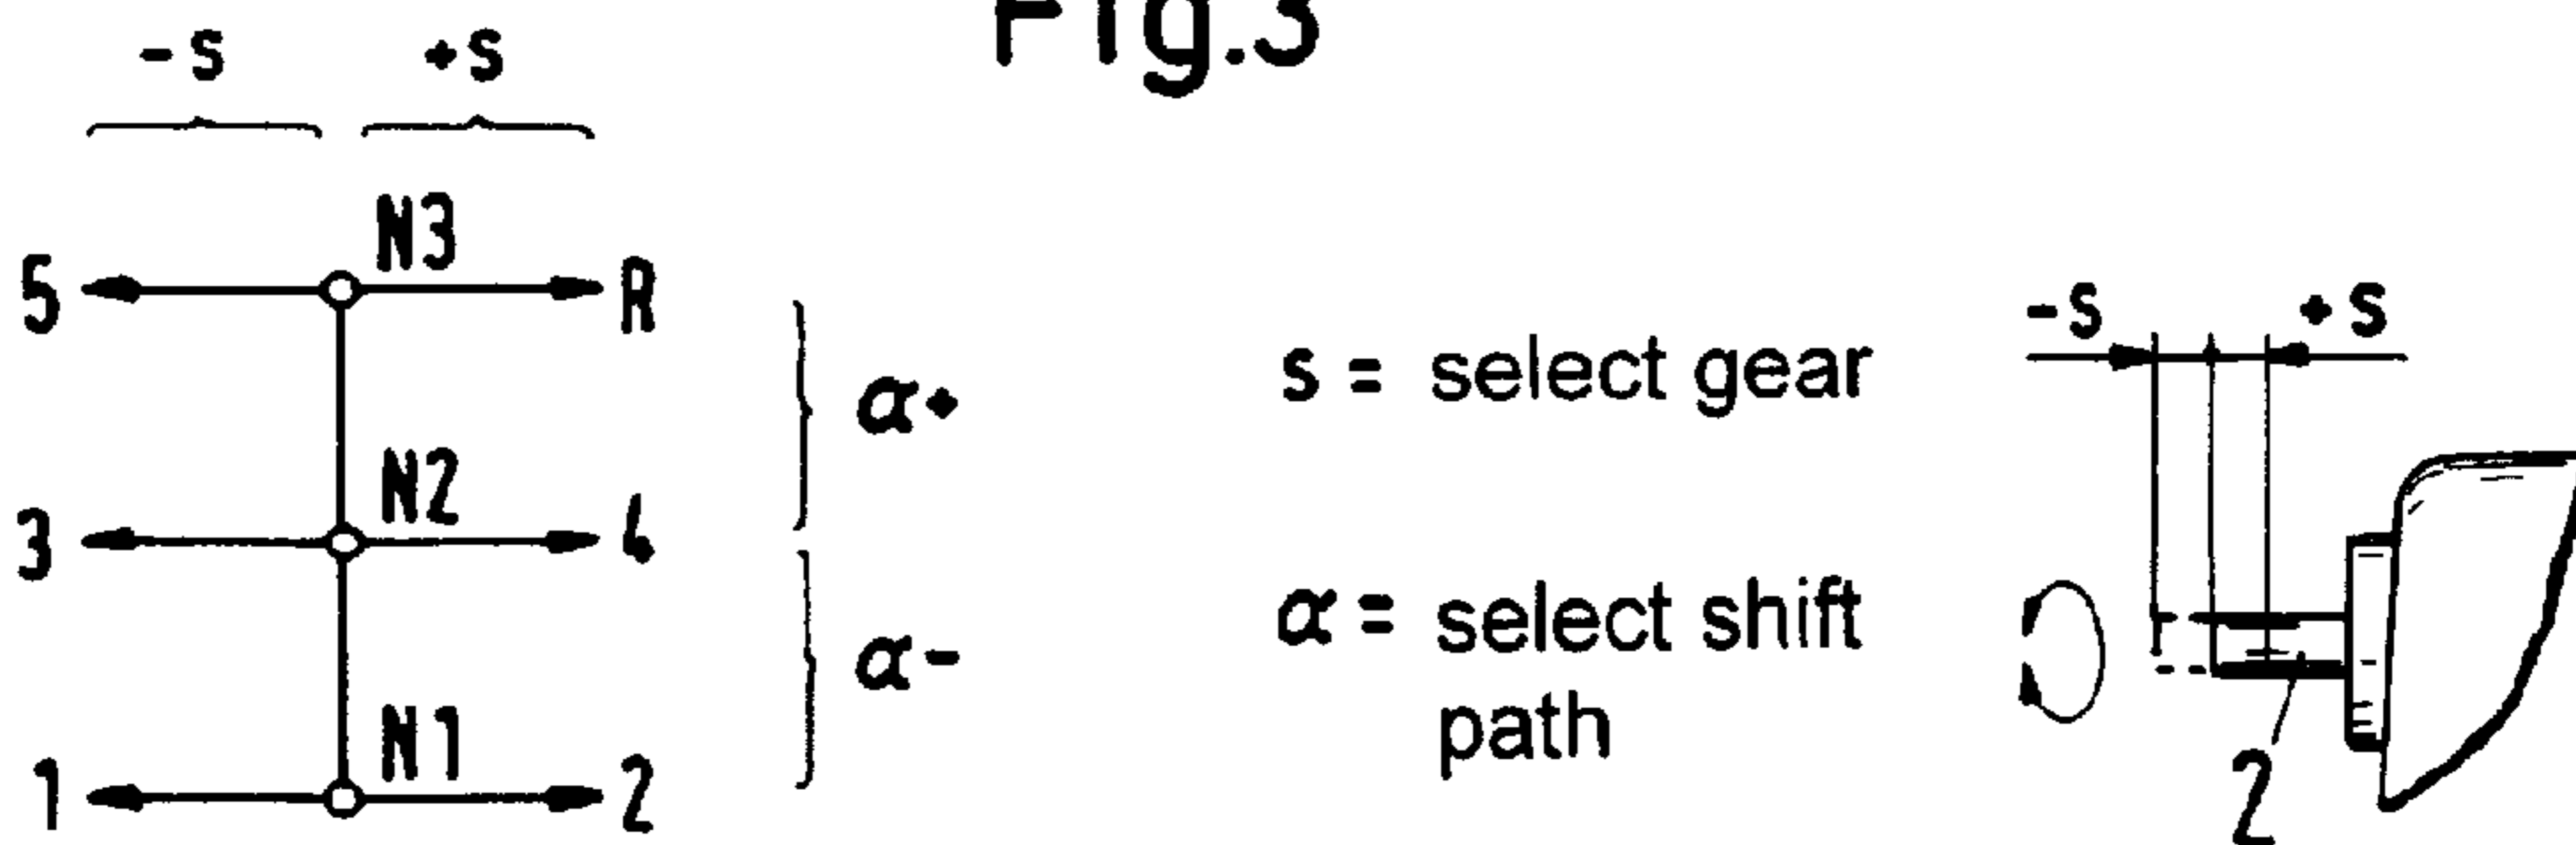 Fig.3
-s +s
N3
5 R
α+
N2
3 4
α-
N1
1 2
s = select gear
α = select shift
path
-s +s
2